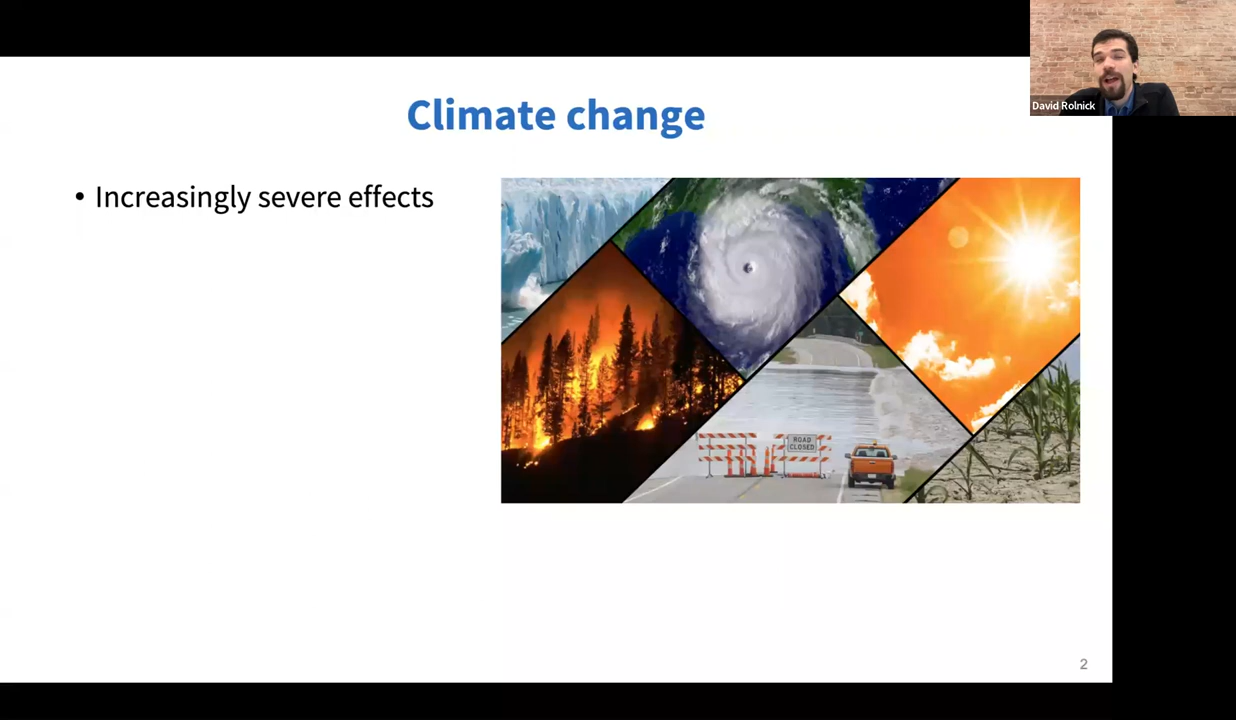 Climate change
David Rolnick
• Increasingly severe effects
ROAD
CLOSED
2